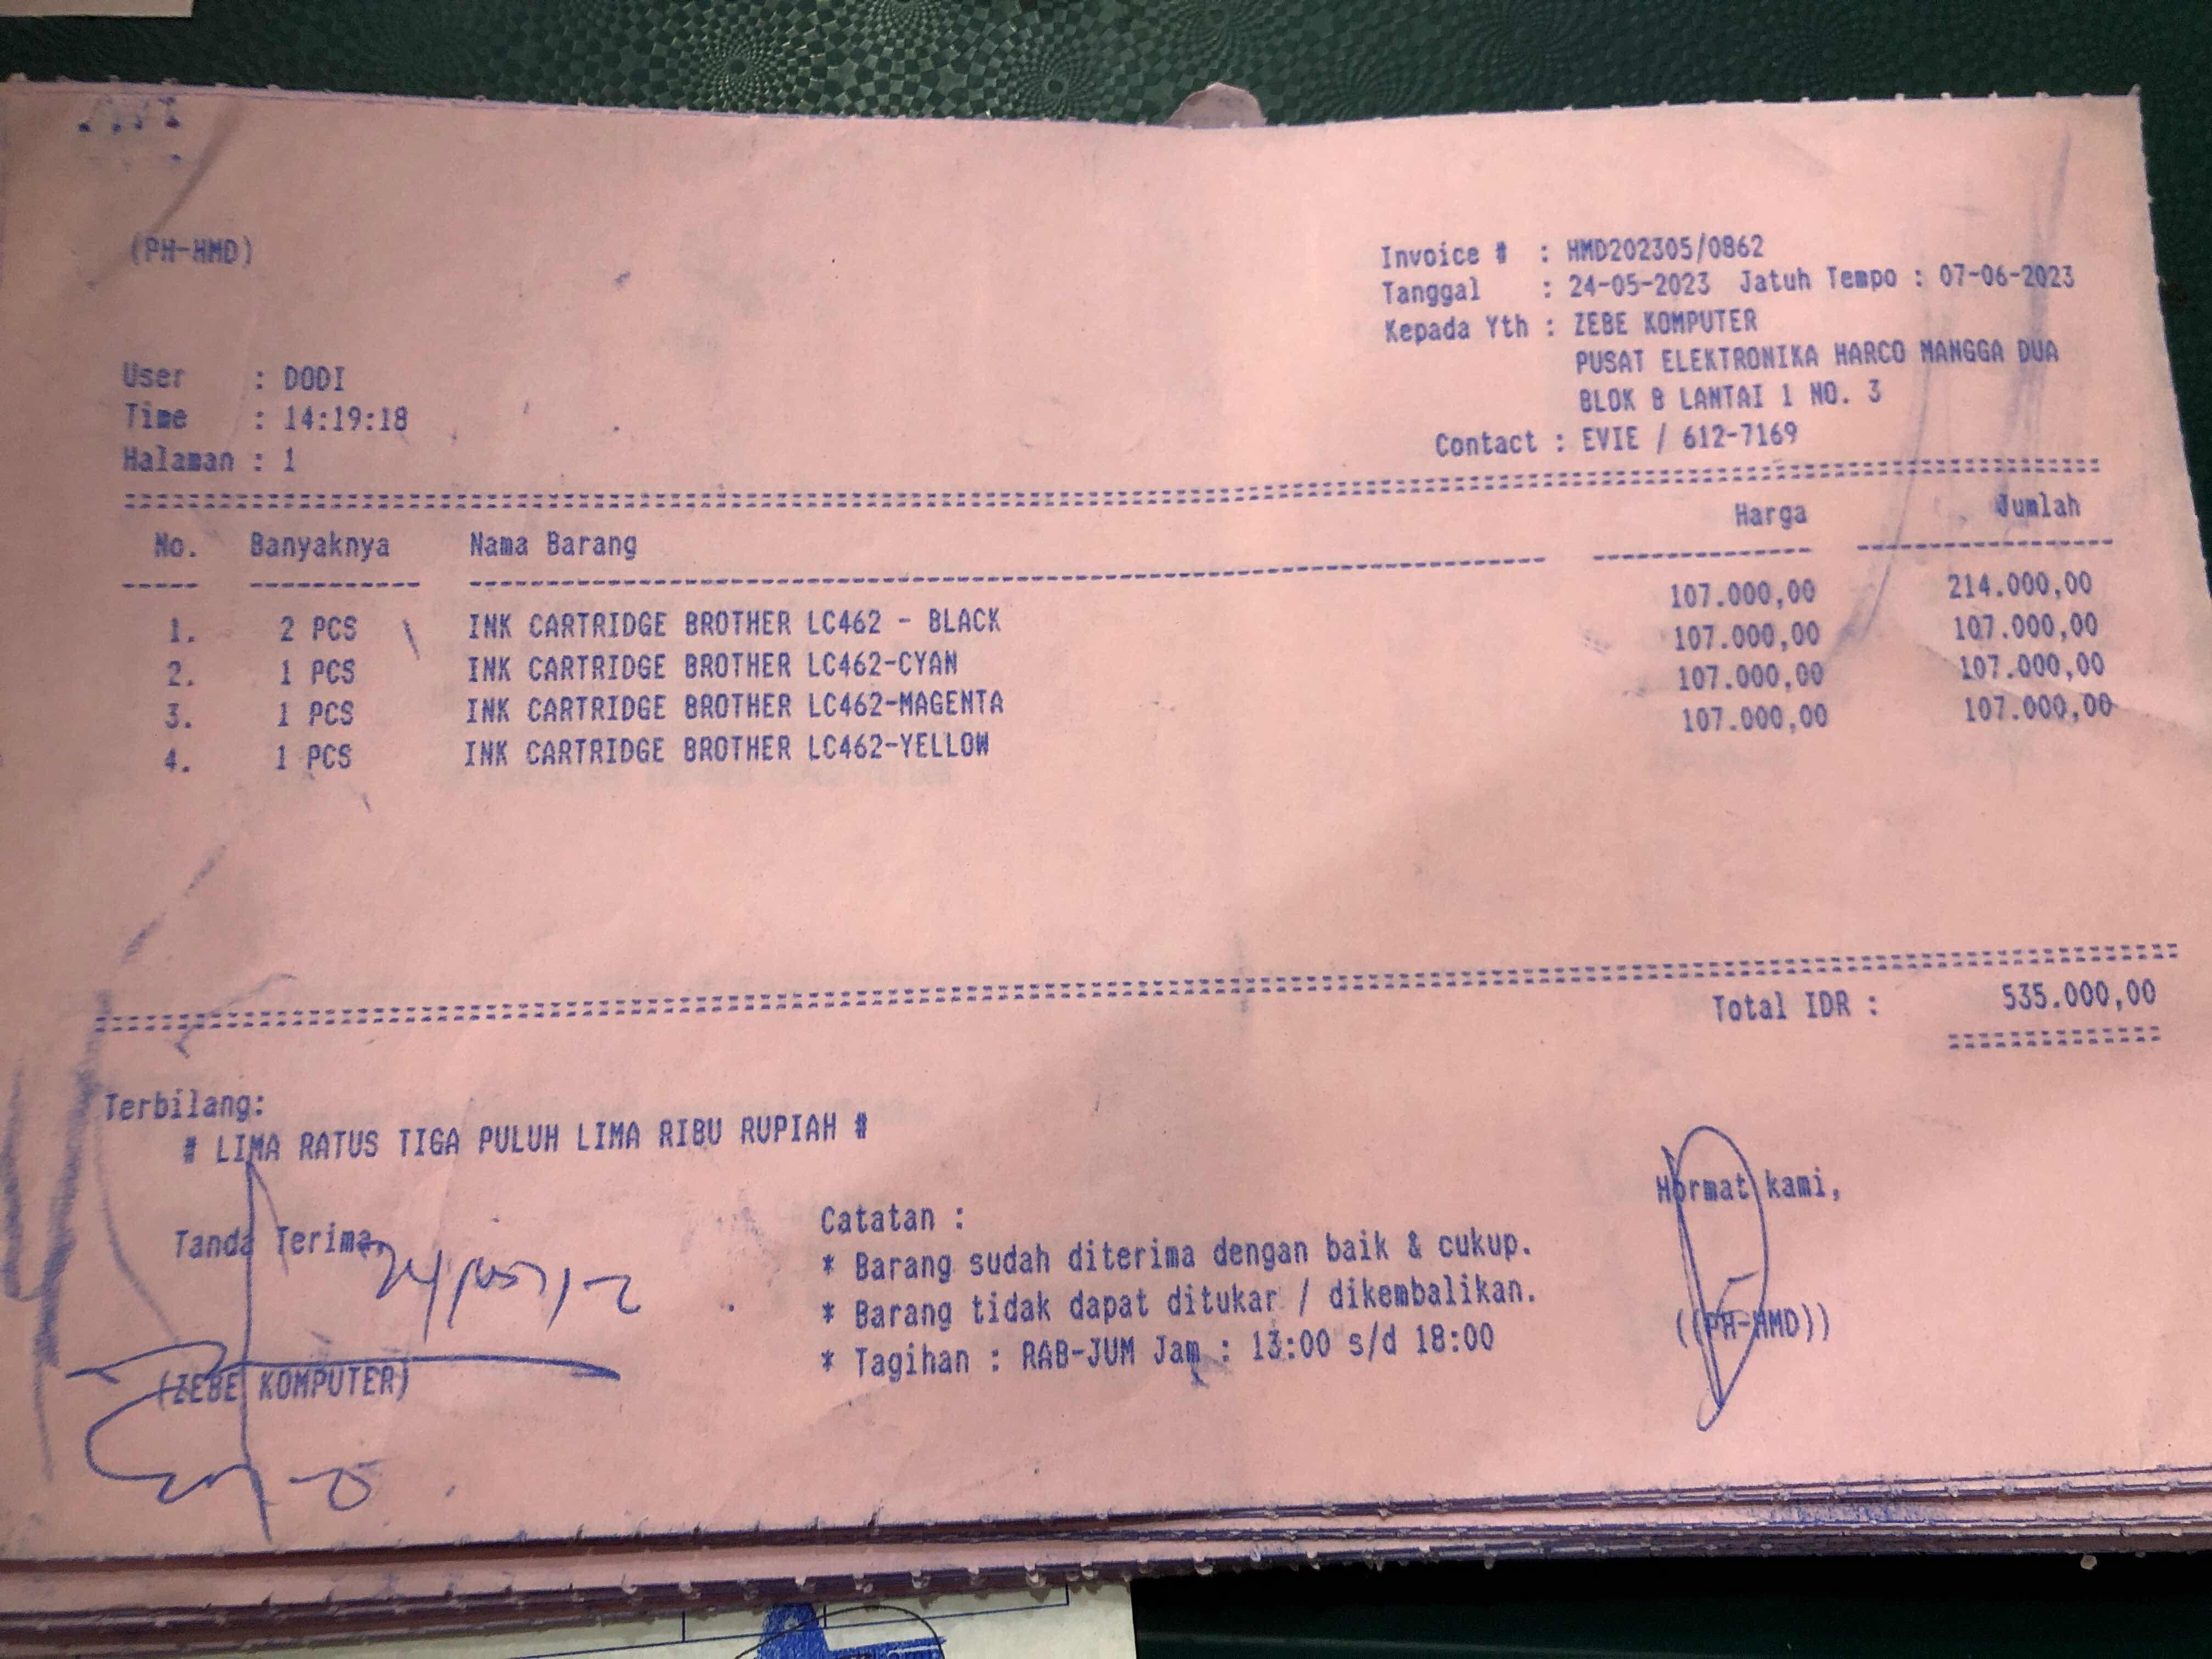 (PH-HMD)
Invoice # : HMD202305/0862
Tanggal : 24-05-2023 Jatuh Tempo : 07-06-2023
Kepada Yth : ZEBE KOMPUTER
PUSAT ELEKTRONIKA HARCO MANGGA DUA
BLOK B LANTAI 1 NO. 3
Contact : EVIE / 612-7169
User : DODI
Time : 14:19:18
Halaman : 1
No. Banyaknya Nama Barang Harga Jumlah
1. 2 PCS INK CARTRIDGE BROTHER LC462 - BLACK 107.000,00 214.000,00
2. 1 PCS INK CARTRIDGE BROTHER LC462-CYAN 107.000,00 107.000,00
3. 1 PCS INK CARTRIDGE BROTHER LC462-MAGENTA 107.000,00 107.000,00
4. 1 PCS INK CARTRIDGE BROTHER LC462-YELLOW 107.000,00 107.000,00
Total IDR : 535.000,00
Terbilang:
# LIMA RATUS TIGA PULUH LIMA RIBU RUPIAH #
Tanda Terima,
(ZEBE KOMPUTER)
Catatan :
* Barang sudah diterima dengan baik & cukup.
* Barang tidak dapat ditukar / dikembalikan.
* Tagihan : RAB-JUM Jam : 13:00 s/d 18:00
Hormat kami,
((PH-HMD))